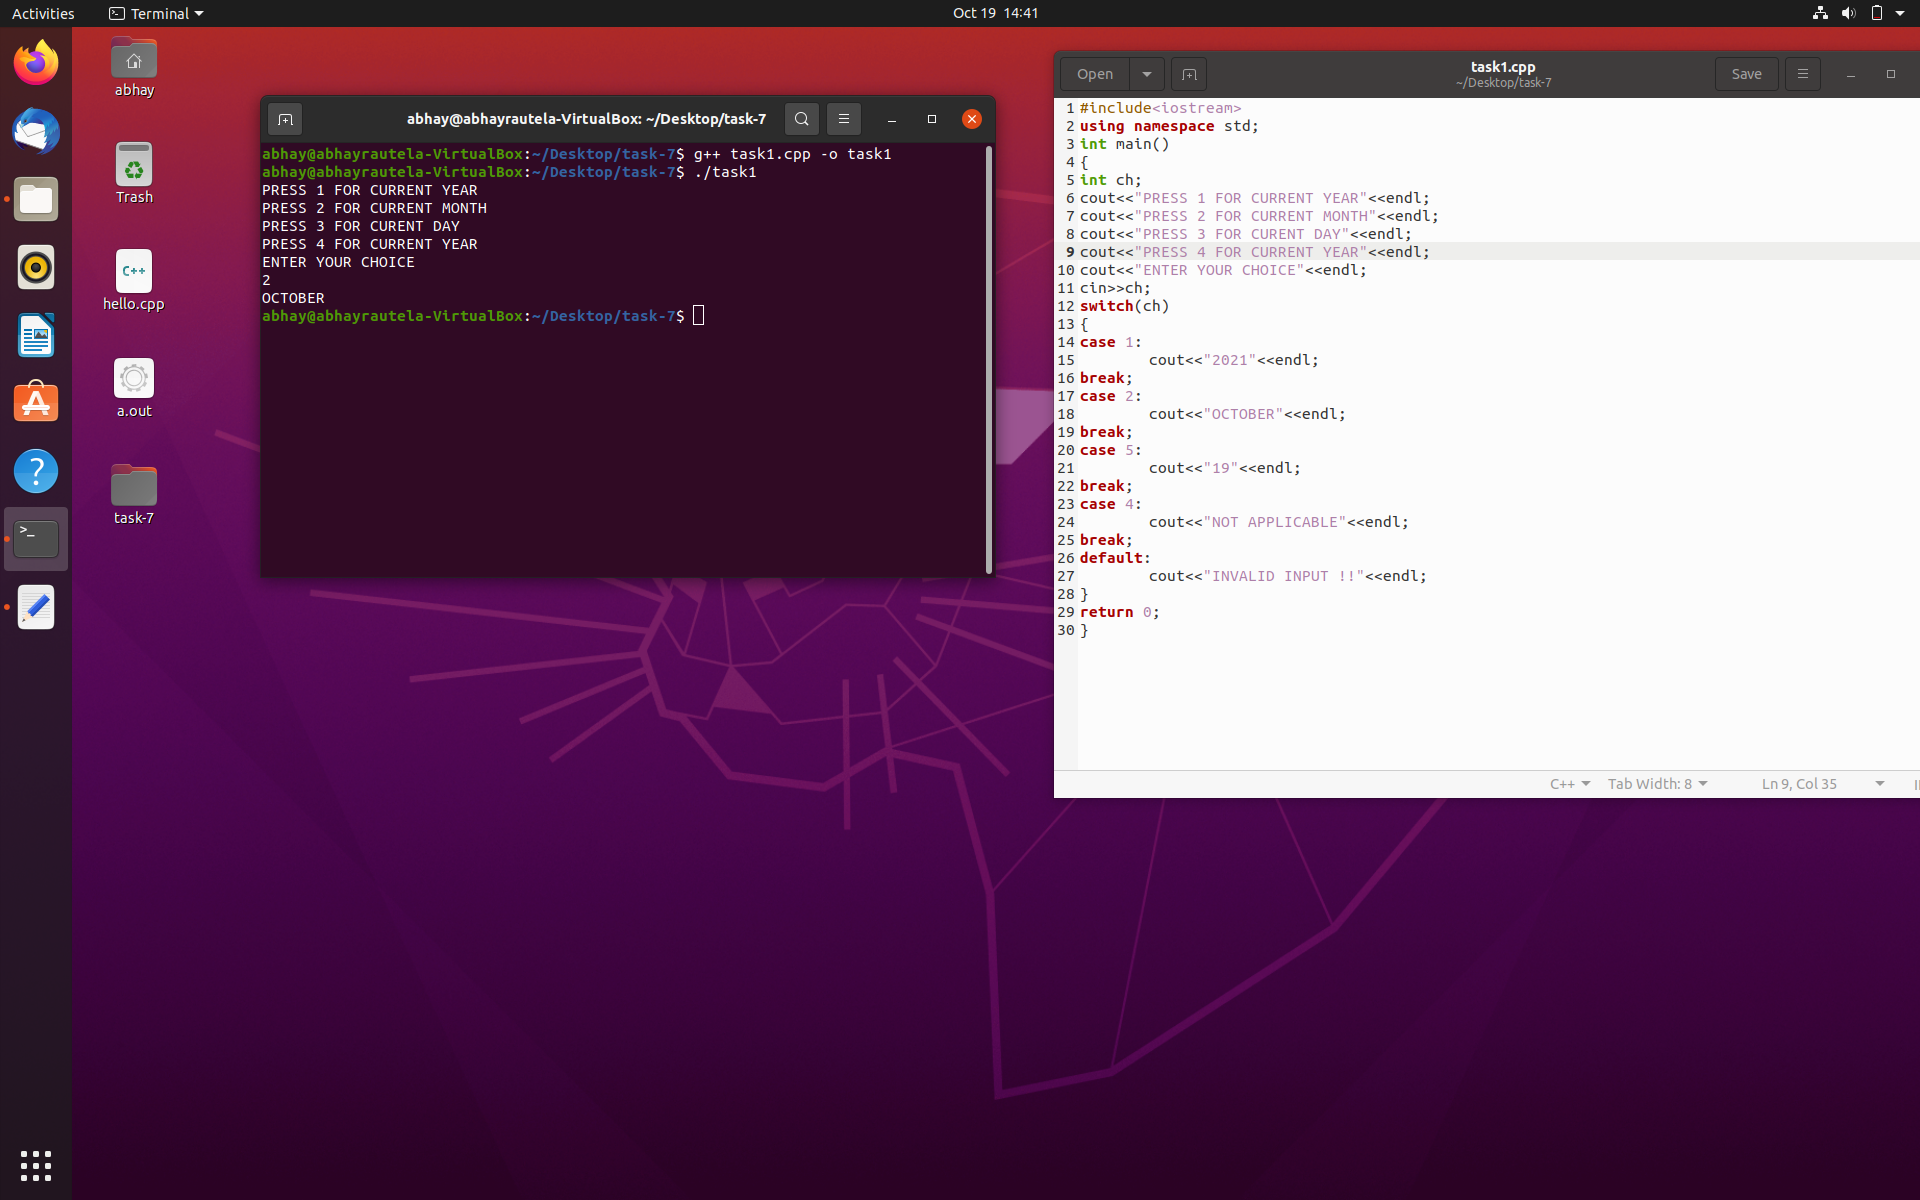 Activities
Terminal
Oct 19 14:41
abhay
Trash
C++
hello.cpp
a.out
task-7
abhay@abhayrautela-VirtualBox: ~/Desktop/task-7
abhay@abhayrautela-VirtualBox:~/Desktop/task-7$ g++ task1.cpp -o task1
abhay@abhayrautela-VirtualBox:~/Desktop/task-7$ ./task1
PRESS 1 FOR CURRENT YEAR
PRESS 2 FOR CURRENT MONTH
PRESS 3 FOR CURENT DAY
PRESS 4 FOR CURRENT YEAR
ENTER YOUR CHOICE
2
OCTOBER
abhay@abhayrautela-VirtualBox:~/Desktop/task-7$
Open
task1.cpp
~/Desktop/task-7
Save
1 #include<iostream>
2 using namespace std;
3 int main()
4 {
5 int ch;
6 cout<<"PRESS 1 FOR CURRENT YEAR"<<endl;
7 cout<<"PRESS 2 FOR CURRENT MONTH"<<endl;
8 cout<<"PRESS 3 FOR CURENT DAY"<<endl;
9 cout<<"PRESS 4 FOR CURRENT YEAR"<<endl;
10 cout<<"ENTER YOUR CHOICE"<<endl;
11 cin>>ch;
12 switch(ch)
13 {
14 case 1:
15 cout<<"2021"<<endl;
16 break;
17 case 2:
18 cout<<"OCTOBER"<<endl;
19 break;
20 case 5:
21 cout<<"19"<<endl;
22 break;
23 case 4:
24 cout<<"NOT APPLICABLE"<<endl;
25 break;
26 default:
27 cout<<"INVALID INPUT !!"<<endl;
28 }
29 return 0;
30 }
C++
Tab Width: 8
Ln 9, Col 35